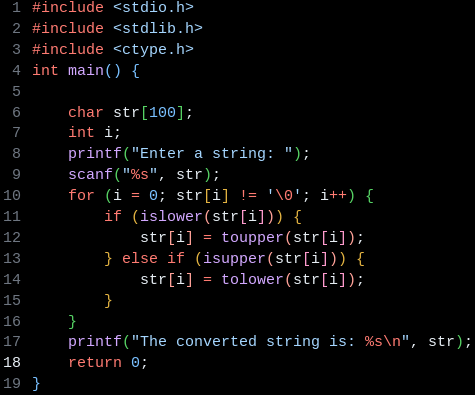 1 #include <stdio.h>
2 #include <stdlib.h>
3 #include <ctype.h>
4 int main() {
5
6     char str[100];
7     int i;
8     printf("Enter a string: ");
9     scanf("%s", str);
10     for (i = 0; str[i] != '\0'; i++) {
11         if (islower(str[i])) {
12             str[i] = toupper(str[i]);
13         } else if (isupper(str[i])) {
14             str[i] = tolower(str[i]);
15         }
16     }
17     printf("The converted string is: %s\n", str);
18     return 0;
19 }